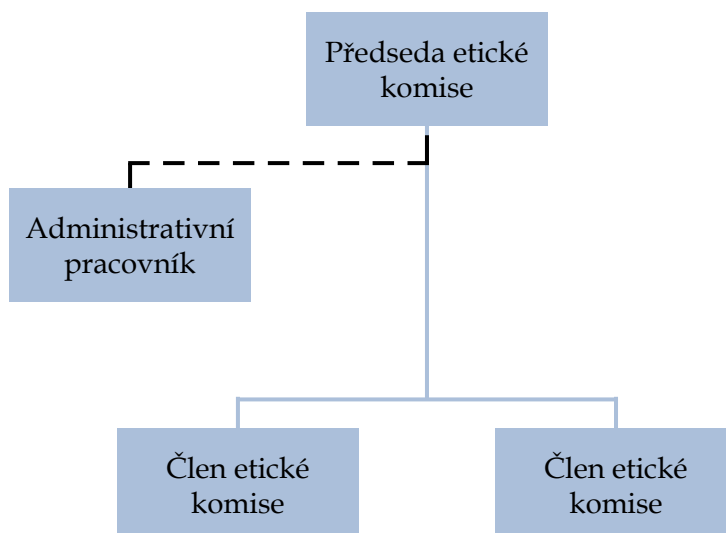 Předseda etické
komise
Administrativní
pracovník
Člen etické
komise
Člen etické
komise